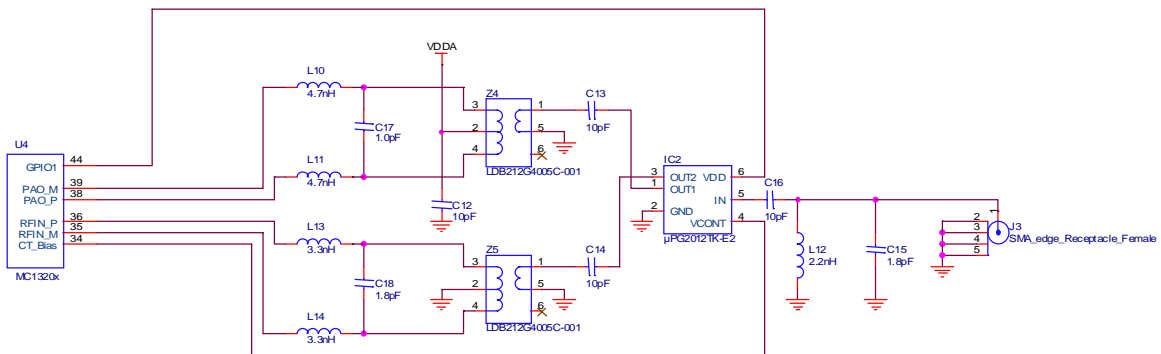 VDDA
L10
4.7nH
C17
1.0pF
Z4
3
2
4
1
5
6
LDB212G4005C-001
C13
10pF
U4
GPIO1
44
PAO_M
39
PAO_P
38
RFIN_P
36
RFIN_M
35
CT_Bias
34
MC1320x
L11
4.7nH
C12
10pF
IC2
3
OUT2
VDD
6
1
OUT1
IN
5
2
GND
VCONT
4
µPG2012TK-E2
C16
10pF
L13
3.3nH
C18
1.8pF
L14
3.3nH
Z5
3
2
4
1
5
6
LDB212G4005C-001
C14
10pF
L12
2.2nH
C15
1.8pF
1
2
3
4
5
J3
SMA_edge_Receptacle_Female